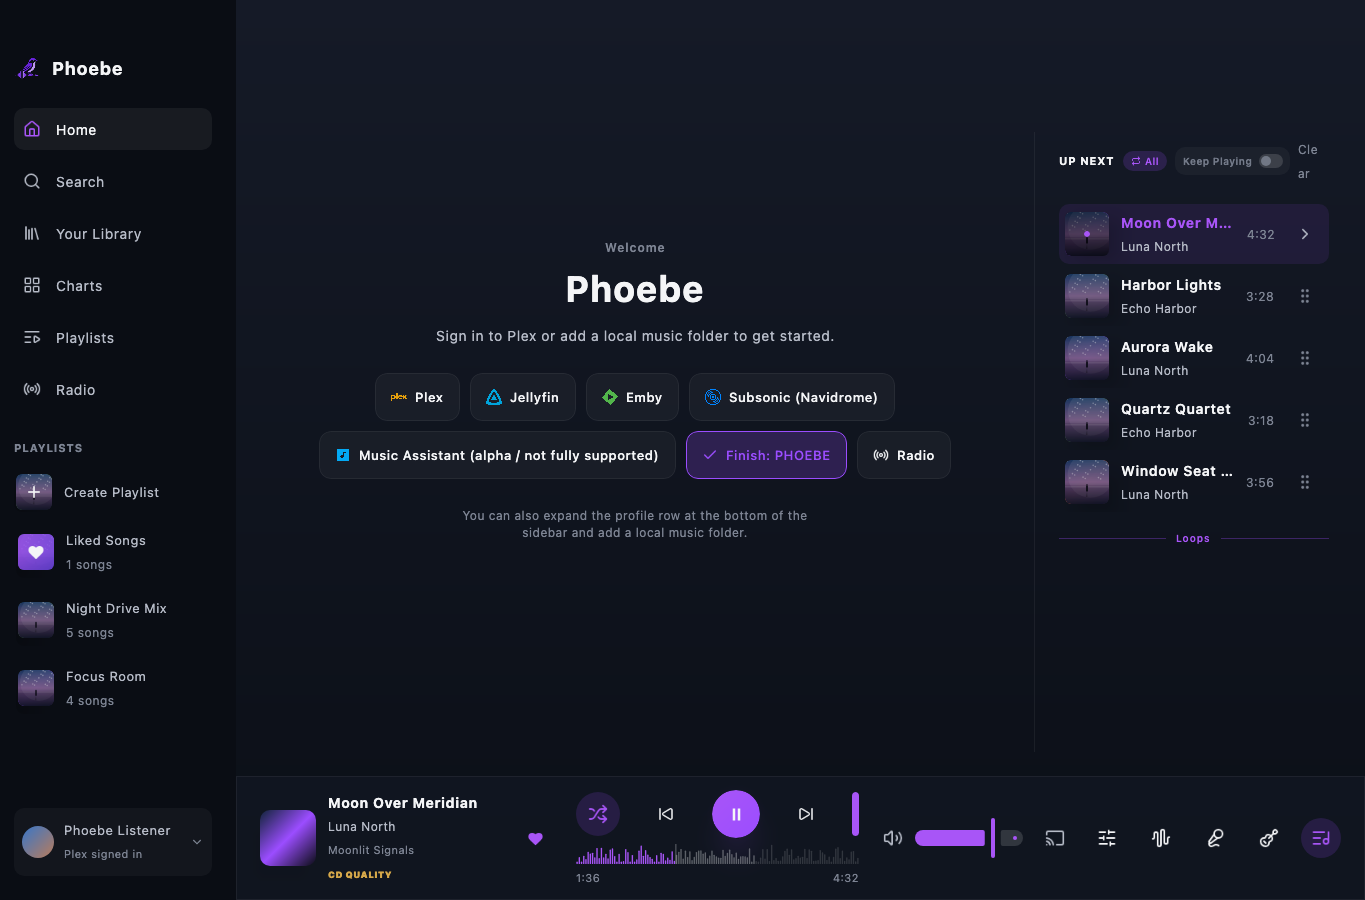 Phoebe
Home
Search
Your Library
Charts
Playlists
Radio
PLAYLISTS
Create Playlist
Liked Songs
1 songs
Night Drive Mix
5 songs
Focus Room
4 songs
Phoebe Listener
Plex signed in
Welcome
Phoebe
Sign in to Plex or add a local music folder to get started.
plex Plex
Jellyfin
Emby
Subsonic (Navidrome)
Music Assistant (alpha / not fully supported)
Finish: PHOEBE
Radio
You can also expand the profile row at the bottom of the
sidebar and add a local music folder.
UP NEXT
All
Keep Playing
Cle
ar
Moon Over M...
Luna North
4:32
Harbor Lights
Echo Harbor
3:28
Aurora Wake
Luna North
4:04
Quartz Quartet
Echo Harbor
3:18
Window Seat ...
Luna North
3:56
Loops
Moon Over Meridian
Luna North
Moonlit Signals
CD QUALITY
1:36
4:32